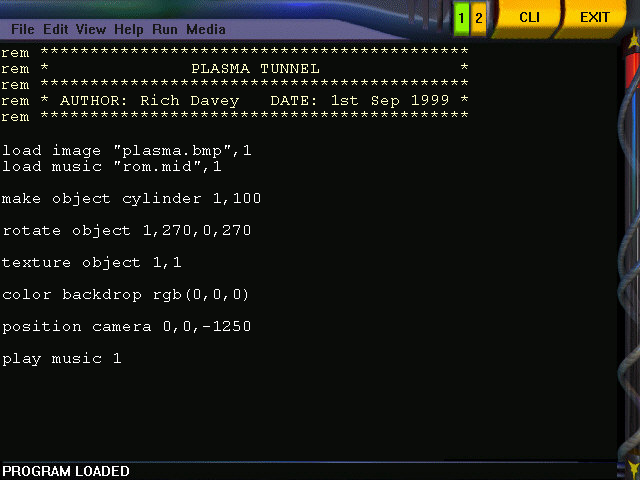 File Edit View Help Run Media
1 2 CLI EXIT
rem *******************************************
rem *              PLASMA TUNNEL              *
rem *******************************************
rem * AUTHOR: Rich Davey   DATE: 1st Sep 1999 *
rem *******************************************
load image "plasma.bmp",1
load music "rom.mid",1
make object cylinder 1,100
rotate object 1,270,0,270
texture object 1,1
color backdrop rgb(0,0,0)
position camera 0,0,-1250
play music 1
PROGRAM LOADED